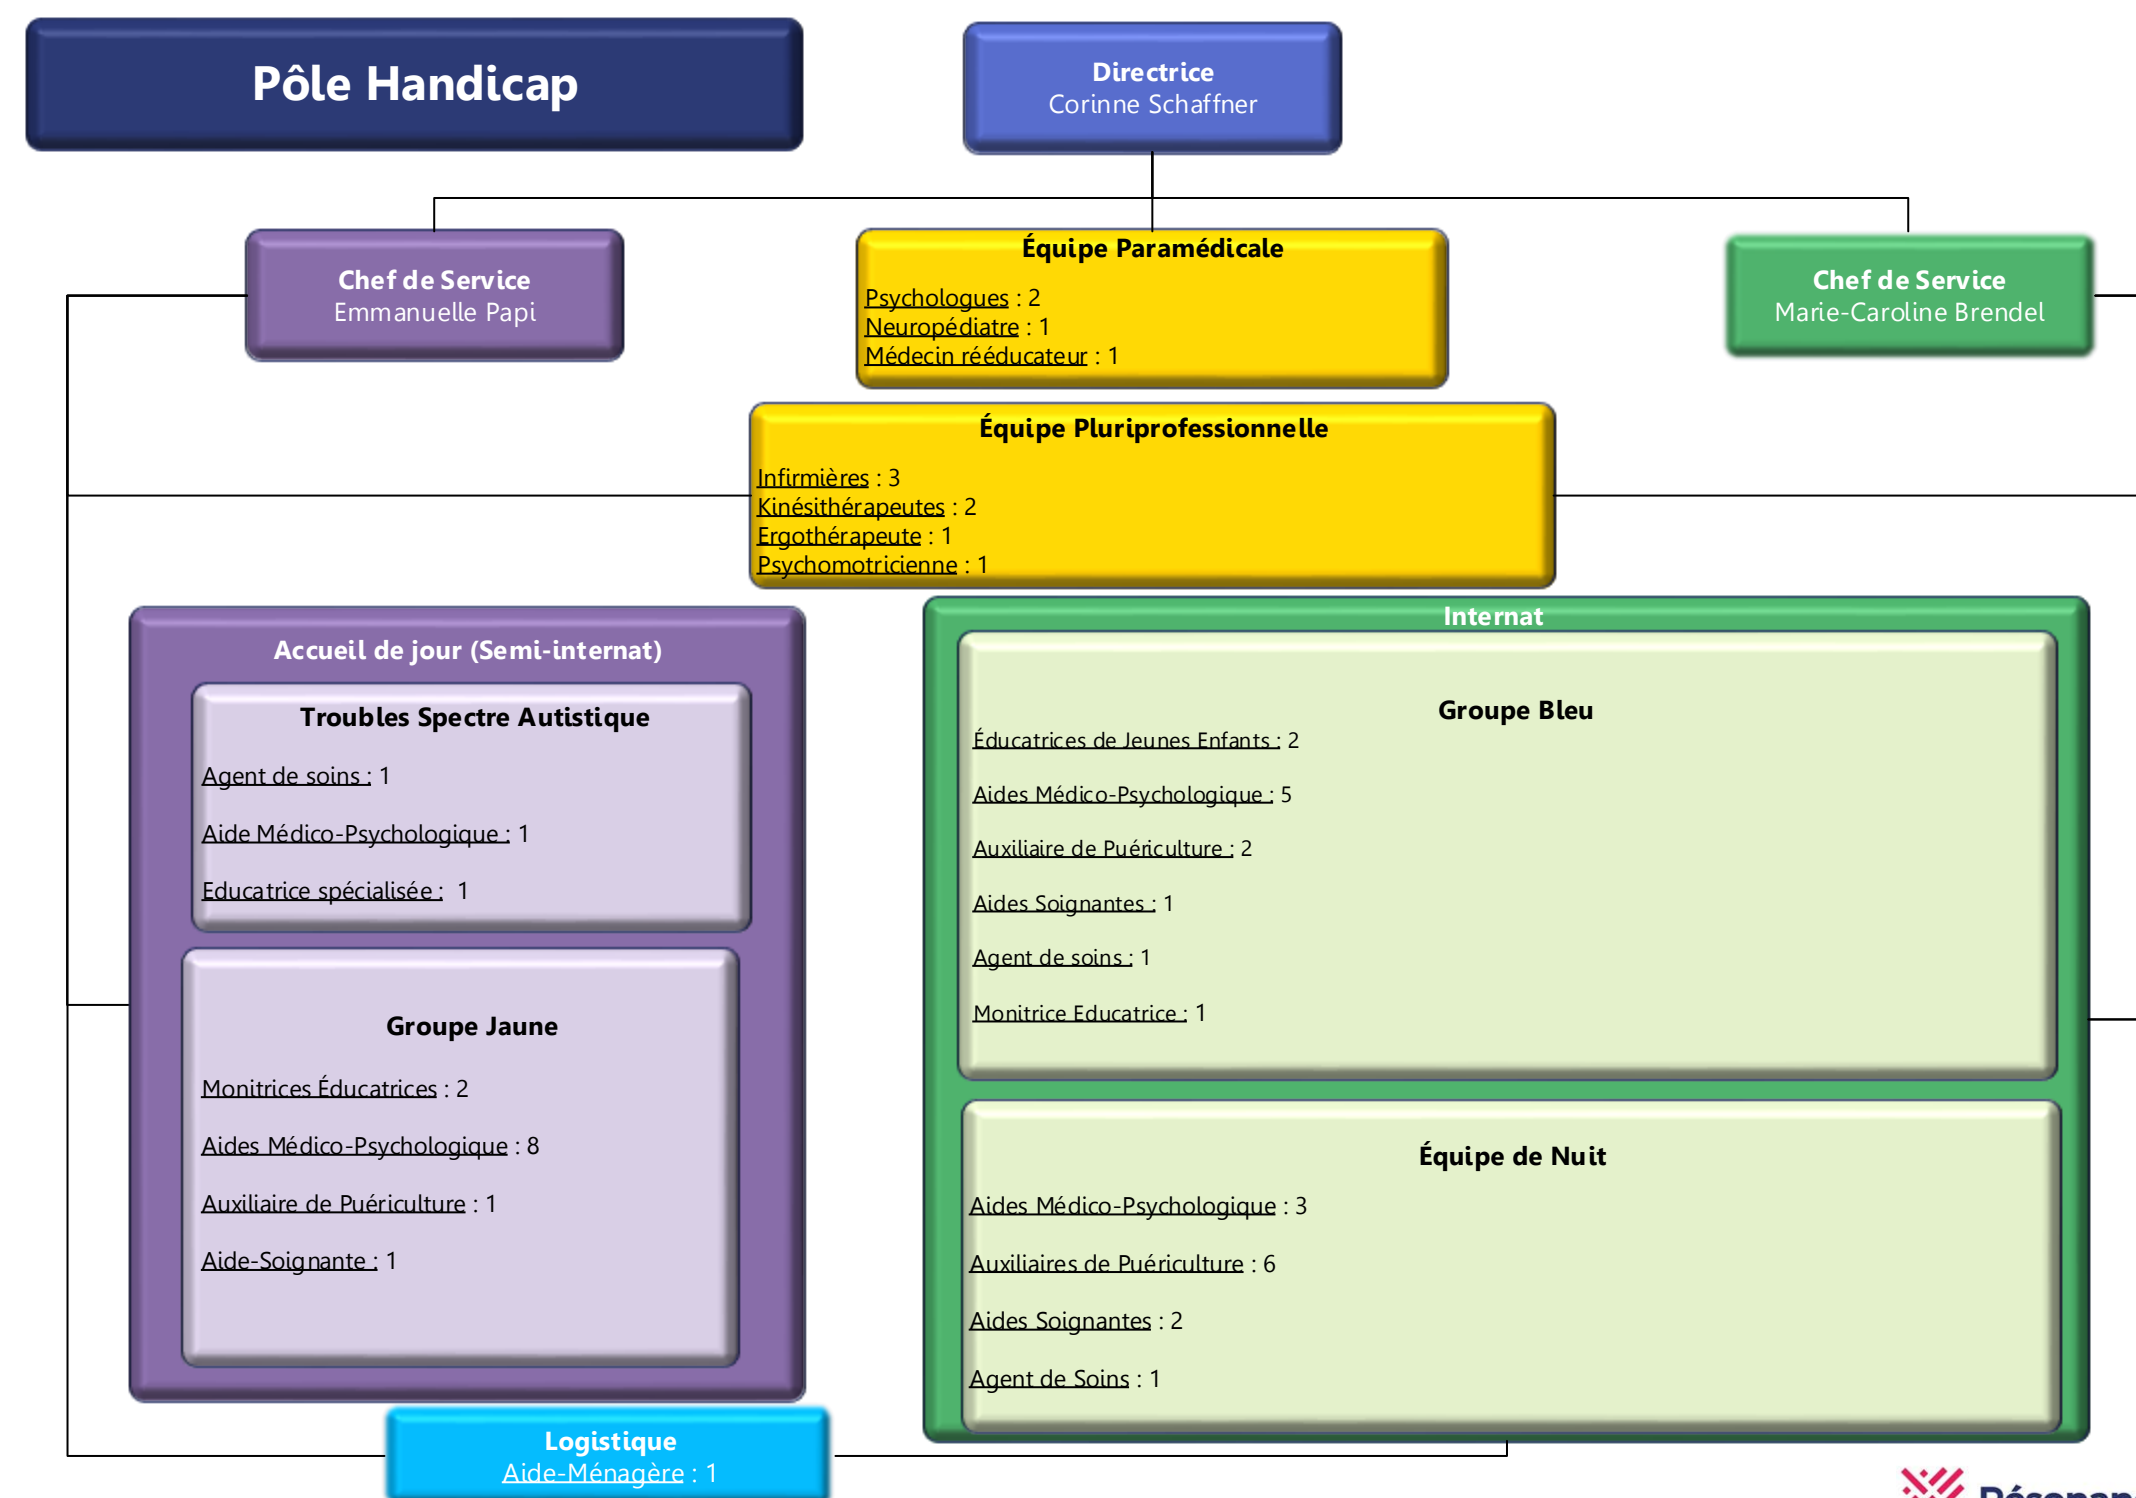 Pôle Handicap
Directrice
Corinne Schaffner
Chef de Service
Emmanuelle Papi
Équipe Paramédicale
Psychologues : 2
Neuropédiatre : 1
Médecin rééducateur : 1
Chef de Service
Marie-Caroline Brendel
Équipe Pluriprofessionnelle
Infirmières : 3
Kinésithérapeutes : 2
Ergothérapeute : 1
Psychomotricienne : 1
Accueil de jour (Semi-internat)
Troubles Spectre Autistique
Agent de soins : 1
Aide Médico-Psychologique : 1
Educatrice spécialisée : 1
Groupe Jaune
Monitrices Éducatrices : 2
Aides Médico-Psychologique : 8
Auxiliaire de Puériculture : 1
Aide-Soignante : 1
Internat
Groupe Bleu
Éducatrices de Jeunes Enfants : 2
Aides Médico-Psychologique : 5
Auxiliaire de Puériculture : 2
Aides Soignantes : 1
Agent de soins : 1
Monitrice Educatrice : 1
Équipe de Nuit
Aides Médico-Psychologique : 3
Auxiliaires de Puériculture : 6
Aides Soignantes : 2
Agent de Soins : 1
Logistique
Aide-Ménagère : 1